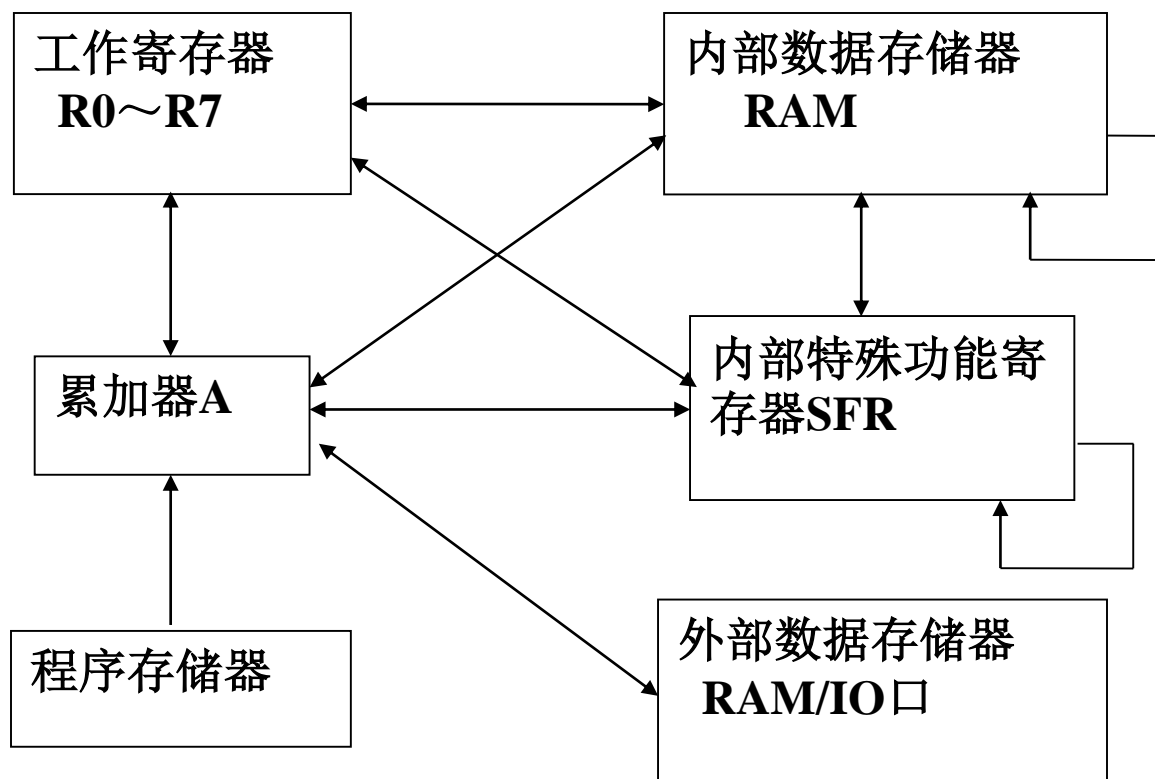 工作寄存器
R0～R7
内部数据存储器
RAM
累加器A
内部特殊功能寄
存器SFR
程序存储器
外部数据存储器
RAM/IO口